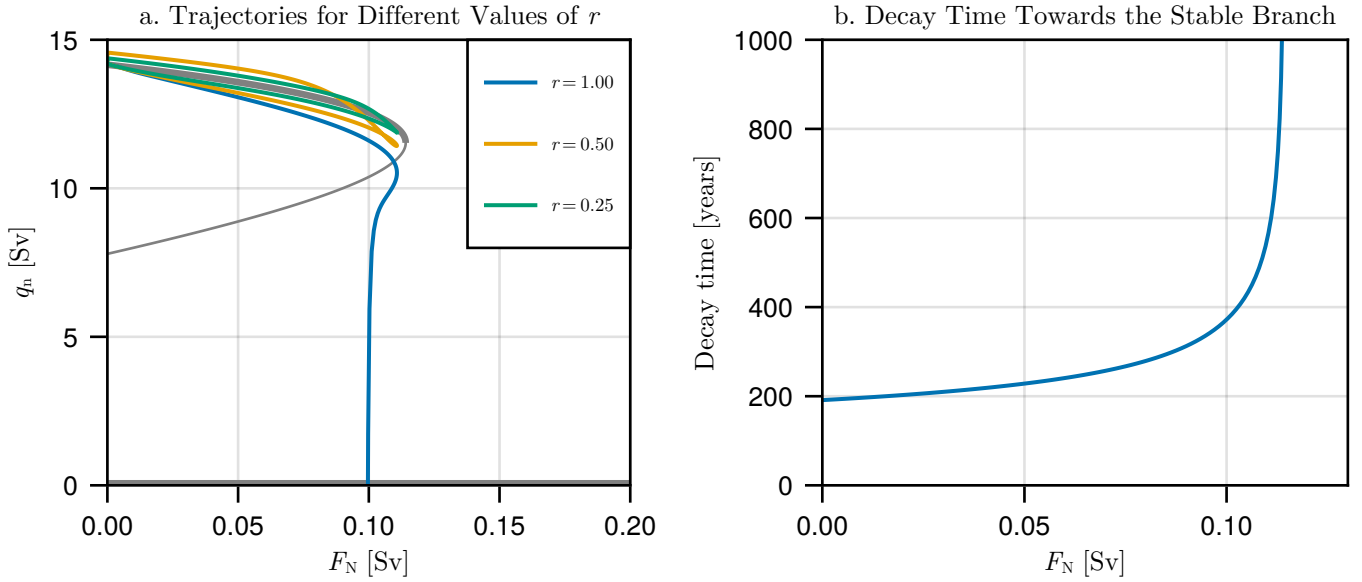 a. Trajectories for Different Values of r
15
10
5
0
qₙ [Sv]
r = 1.00
r = 0.50
r = 0.25
0.00 0.05 0.10 0.15 0.20
F_N [Sv]
b. Decay Time Towards the Stable Branch
1000
800
600
400
200
0
Decay time [years]
0.00 0.05 0.10
F_N [Sv]